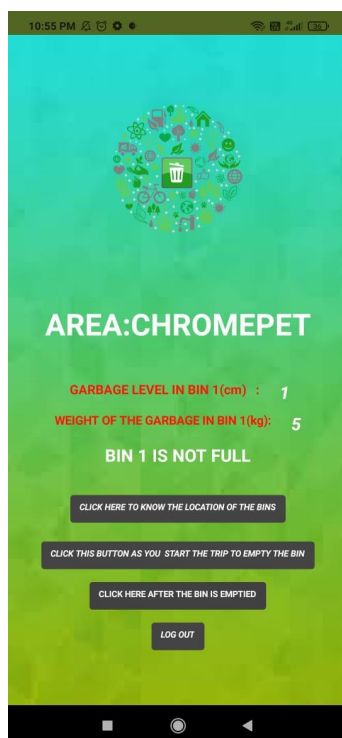 10:55 PM
4G
35
AREA:CHROMEPET
GARBAGE LEVEL IN BIN 1(cm) : 1
WEIGHT OF THE GARBAGE IN BIN 1(kg): 5
BIN 1 IS NOT FULL
CLICK HERE TO KNOW THE LOCATION OF THE BINS
CLICK THIS BUTTON AS YOU START THE TRIP TO EMPTY THE BIN
CLICK HERE AFTER THE BIN IS EMPTIED
LOG OUT